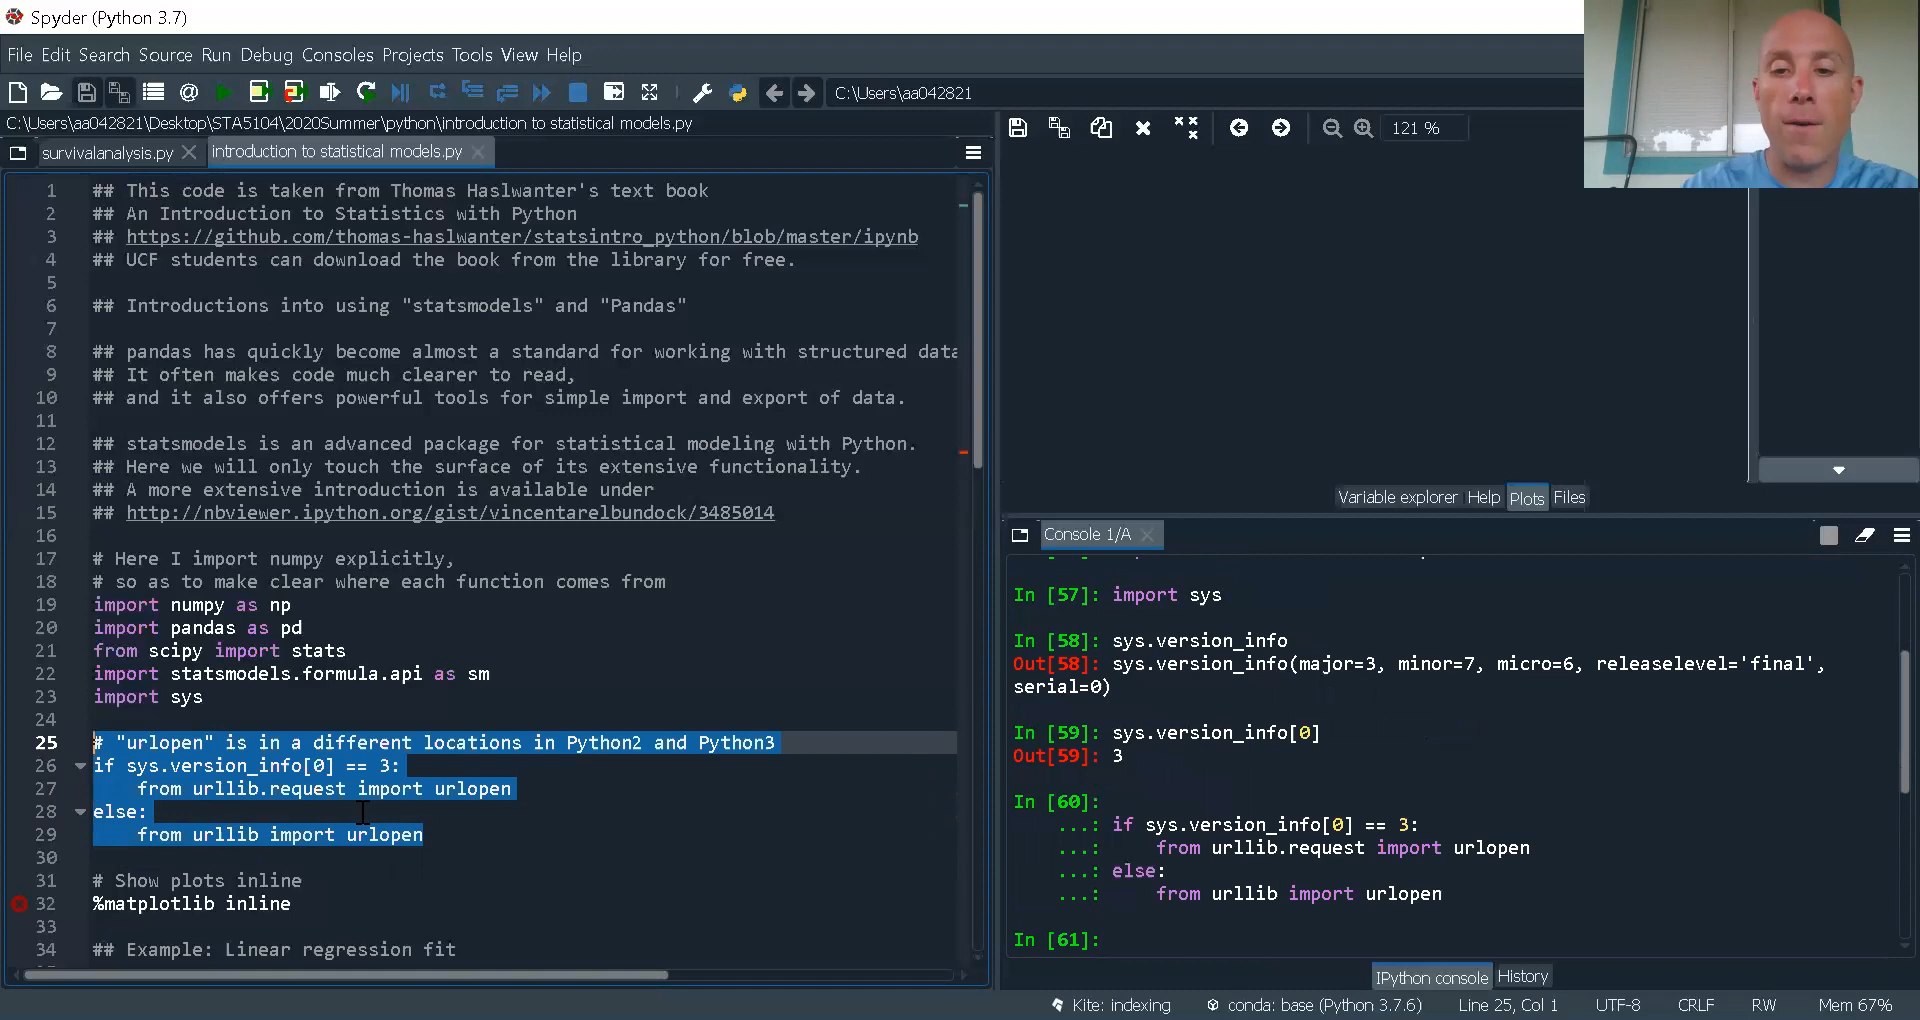 Spyder (Python 3.7)
File Edit Search Source Run Debug Consoles Projects Tools View Help
C:\Users\aa042821
C:\Users\aa042821\Desktop\STA5104\2020Summer\python\introduction to statistical models.py
survivalanalysis.py introduction to statistical models.py
1 ## This code is taken from Thomas Haslwanter's text book
2 ## An Introduction to Statistics with Python
3 ## https://github.com/thomas-haslwanter/statsintro_python/blob/master/ipynb
4 ## UCF students can download the book from the library for free.
5
6 ## Introductions into using "statsmodels" and "Pandas"
7
8 ## pandas has quickly become almost a standard for working with structured data
9 ## It often makes code much clearer to read,
10 ## and it also offers powerful tools for simple import and export of data.
11
12 ## statsmodels is an advanced package for statistical modeling with Python.
13 ## Here we will only touch the surface of its extensive functionality.
14 ## A more extensive introduction is available under
15 ## http://nbviewer.ipython.org/gist/vincentarelbundock/3485014
16
17 # Here I import numpy explicitly,
18 # so as to make clear where each function comes from
19 import numpy as np
20 import pandas as pd
21 from scipy import stats
22 import statsmodels.formula.api as sm
23 import sys
24
25 # "urlopen" is in a different locations in Python2 and Python3
26 if sys.version_info[0] == 3:
27 from urllib.request import urlopen
28 else:
29 from urllib import urlopen
30
31 # Show plots inline
32 %matplotlib inline
33
34 ## Example: Linear regression fit
121 %
Variable explorer Help Plots Files
Console 1/A
In [57]: import sys
In [58]: sys.version_info
Out[58]: sys.version_info(major=3, minor=7, micro=6, releaselevel='final',
serial=0)
In [59]: sys.version_info[0]
Out[59]: 3
In [60]:
...: if sys.version_info[0] == 3:
...: from urllib.request import urlopen
...: else:
...: from urllib import urlopen
In [61]:
IPython console History
Kite: indexing conda: base (Python 3.7.6) Line 25, Col 1 UTF-8 CRLF RW Mem 67%